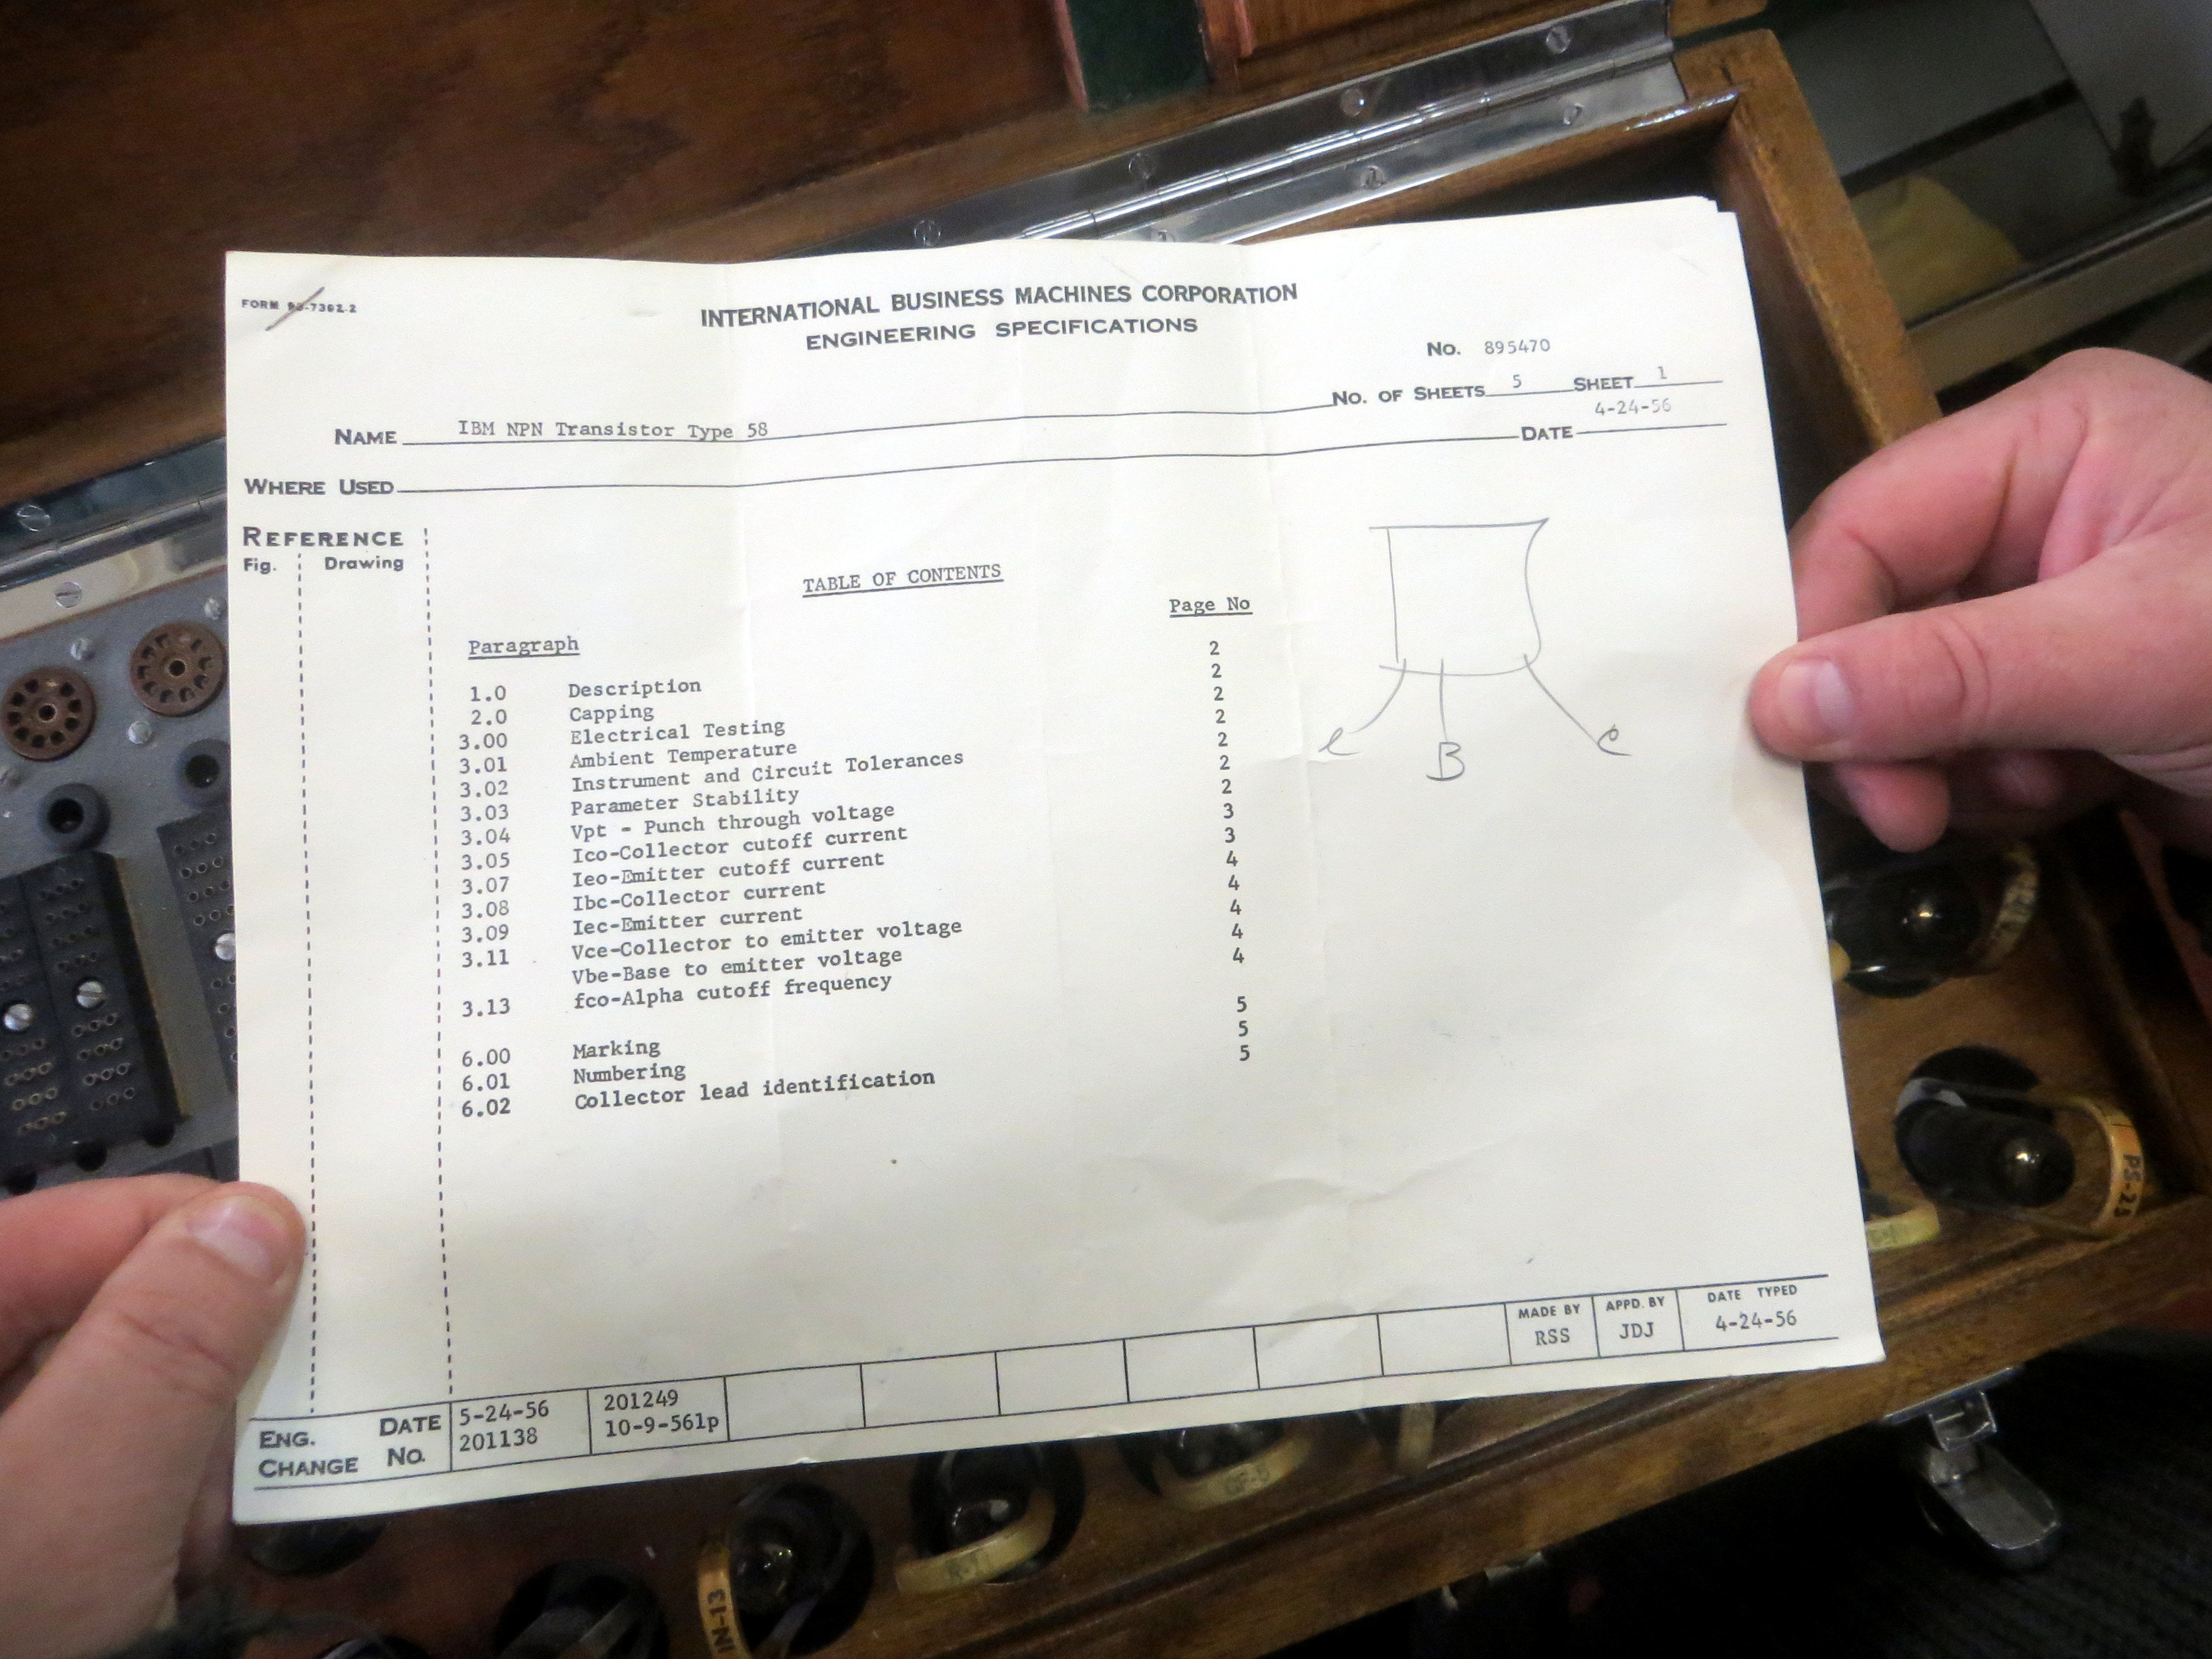 FORM
INTERNATIONAL BUSINESS MACHINES CORPORATION
ENGINEERING SPECIFICATIONS
No. 895470
No. OF SHEETS 5 SHEET 1
NAME IBM NPN Transistor Type 58
4-24-56
DATE
WHERE USED
REFERENCE
Fig. Drawing
TABLE OF CONTENTS
Paragraph Page No
1.0 Description 2
2.0 Capping 2
3.00 Electrical Testing 2
3.01 Ambient Temperature 2
3.02 Instrument and Circuit Tolerances 2
3.03 Parameter Stability 2
3.04 Vpt - Punch through voltage 2
3.05 Ico-Collector cutoff current 3
3.07 Ieo-Emitter cutoff current 3
3.08 Ibc-Collector current 4
3.09 Iec-Emitter current 4
3.11 Vce-Collector to emitter voltage 4
Vbe-Base to emitter voltage 4
3.13 fco-Alpha cutoff frequency 4
6.00 Marking 5
6.01 Numbering 5
6.02 Collector lead identification 5
e B c
MADE BY APPD. BY DATE TYPED
RSS JDJ 4-24-56
ENG. CHANGE DATE No.
5-24-56 201249
201138 10-9-561p
PS-25
R-71
GF-5
IN-13